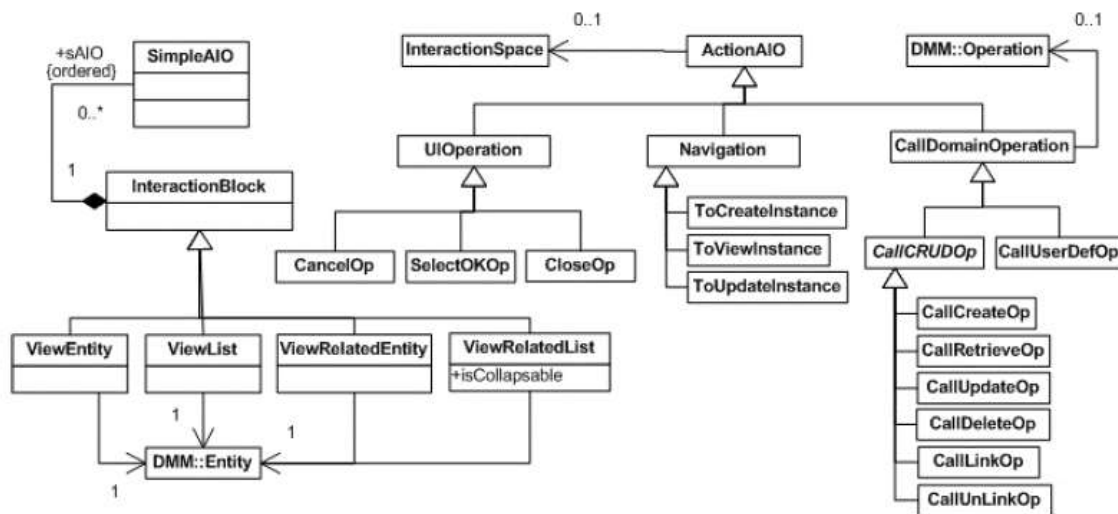 0..1
0..1
+sAIO
{ordered}
SimpleAIO
InteractionSpace
ActionAIO
DMM::Operation
0..*
UIOperation
Navigation
CallDomainOperation
1
InteractionBlock
ToCreateInstance
CancelOp
SelectOKOp
CloseOp
ToViewInstance
CallCRUDOp
CallUserDefOp
ToUpdateInstance
CallCreateOp
ViewEntity
ViewList
ViewRelatedEntity
ViewRelatedList
+isCollapsable
CallRetrieveOp
CallUpdateOp
1
1
CallDeleteOp
DMM::Entity
CallLinkOp
1
CallUnLinkOp